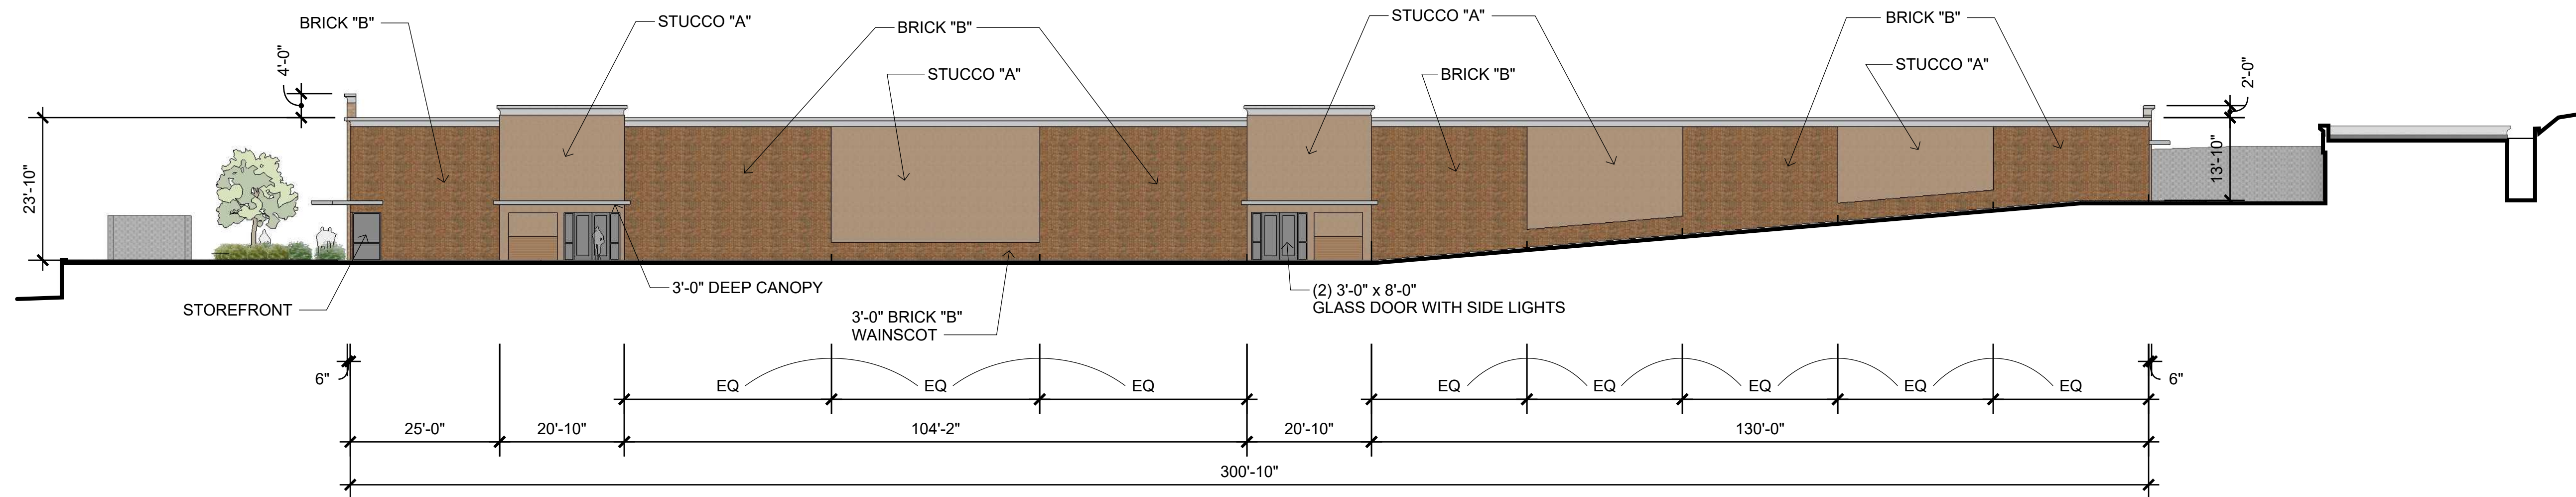 BRICK "B"
STUCCO "A"
BRICK "B"
STUCCO "A"
STUCCO "A"
BRICK "B"
BRICK "B"
STUCCO "A"
4'-0"
2'-0"
23'-10"
13'-10"
STOREFRONT
3'-0" DEEP CANOPY
3'-0" BRICK "B"
WAINSCOT
(2) 3'-0" x 8'-0"
GLASS DOOR WITH SIDE LIGHTS
6"
EQ
EQ
EQ
EQ
EQ
EQ
EQ
EQ
6"
25'-0"
20'-10"
104'-2"
20'-10"
130'-0"
300'-10"